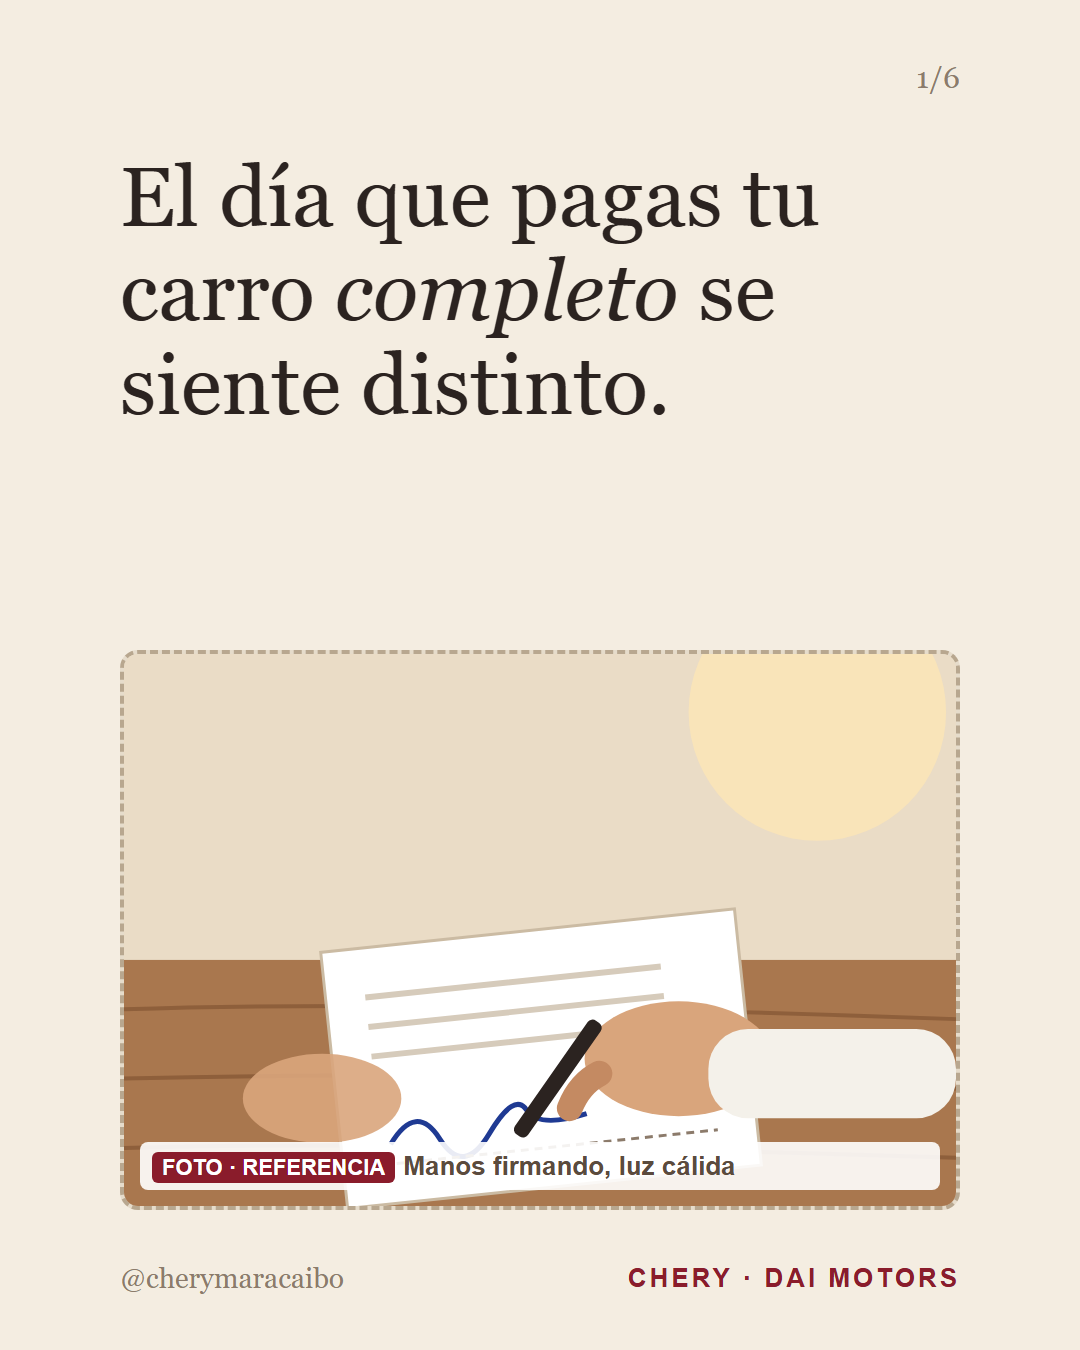 1/6
El día que pagas tu
carro completo se
siente distinto.
FOTO · REFERENCIA Manos firmando, luz cálida
@cherymaracaibo
CHERY · DAI MOTORS